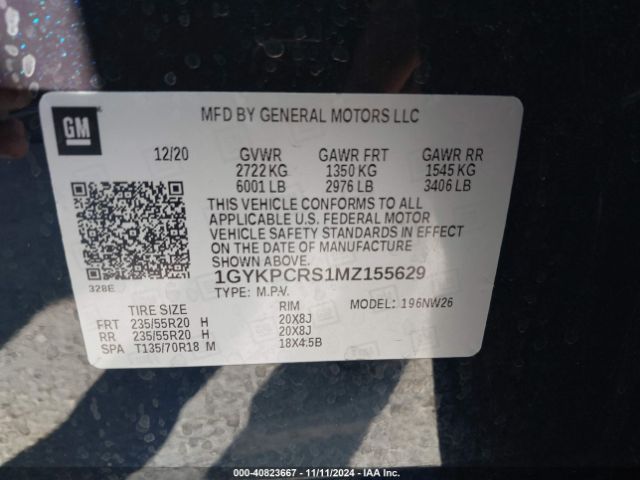 GM
MFD BY GENERAL MOTORS LLC
12/20 GVWR GAWR FRT GAWR RR
2722 KG 1350 KG 1545 KG
6001 LB 2976 LB 3406 LB
THIS VEHICLE CONFORMS TO ALL
APPLICABLE U.S. FEDERAL MOTOR
VEHICLE SAFETY STANDARDS IN EFFECT
ON THE DATE OF MANUFACTURE
SHOWN ABOVE.
328E 1GYKPCRS1MZ155629
TYPE: M.P.V.
TIRE SIZE RIM MODEL: 196NW26
FRT 235/55R20 H 20X8J
RR 235/55R20 H 20X8J
SPA T135/70R18 M 18X4.5B
000 - 40823667 - 11/11/2024 - IAA Inc.